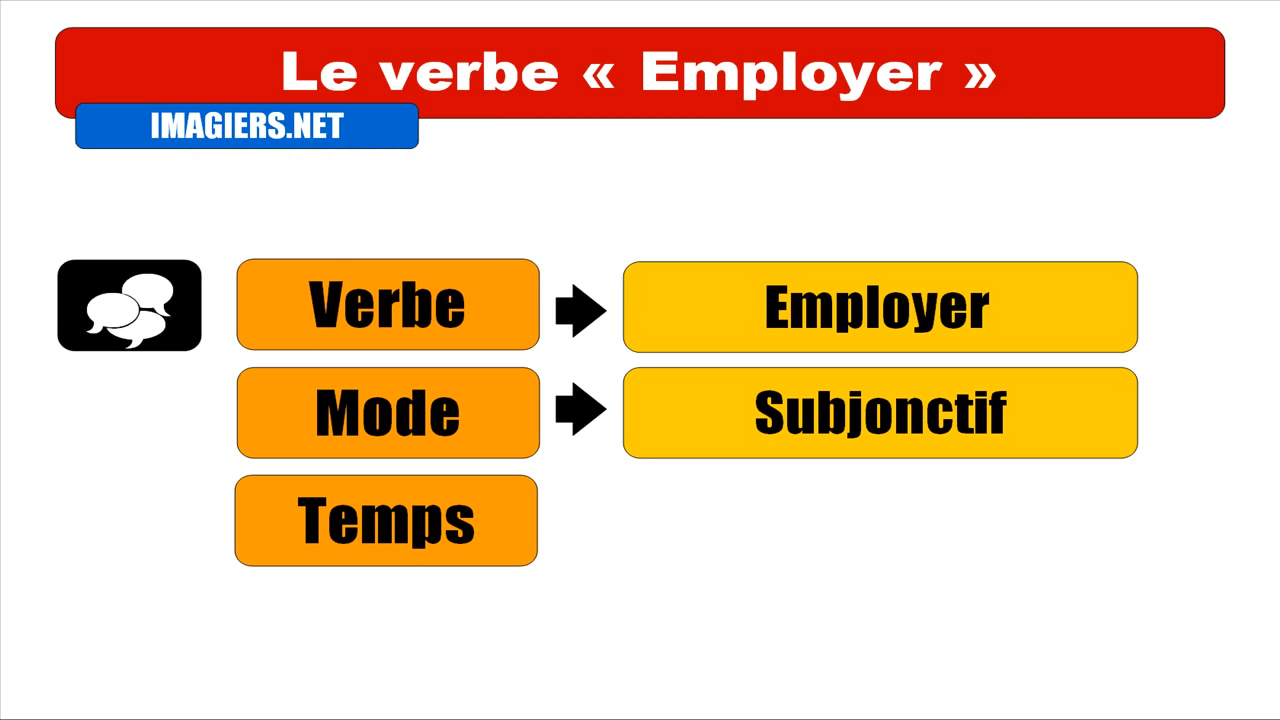 Le verbe « Employer »
IMAGIERS.NET
Verbe Employer
Mode Subjonctif
Temps